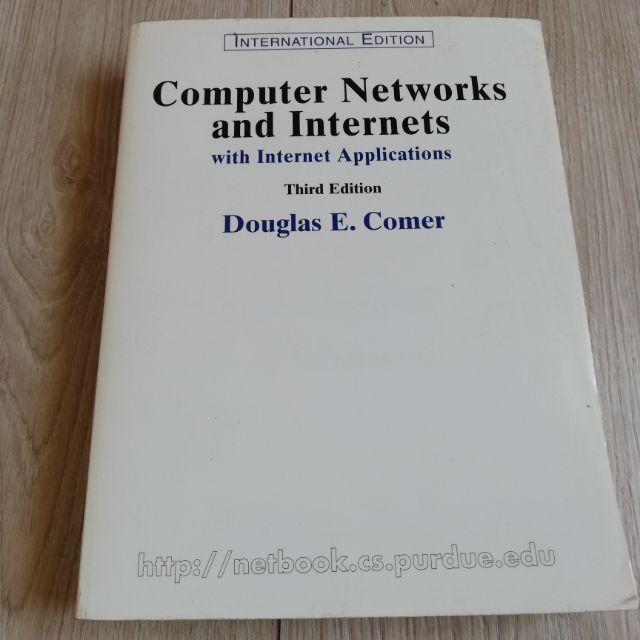 INTERNATIONAL EDITION
Computer Networks
and Internets
with Internet Applications
Third Edition
Douglas E. Comer
http://netbook.cs.purdue.edu